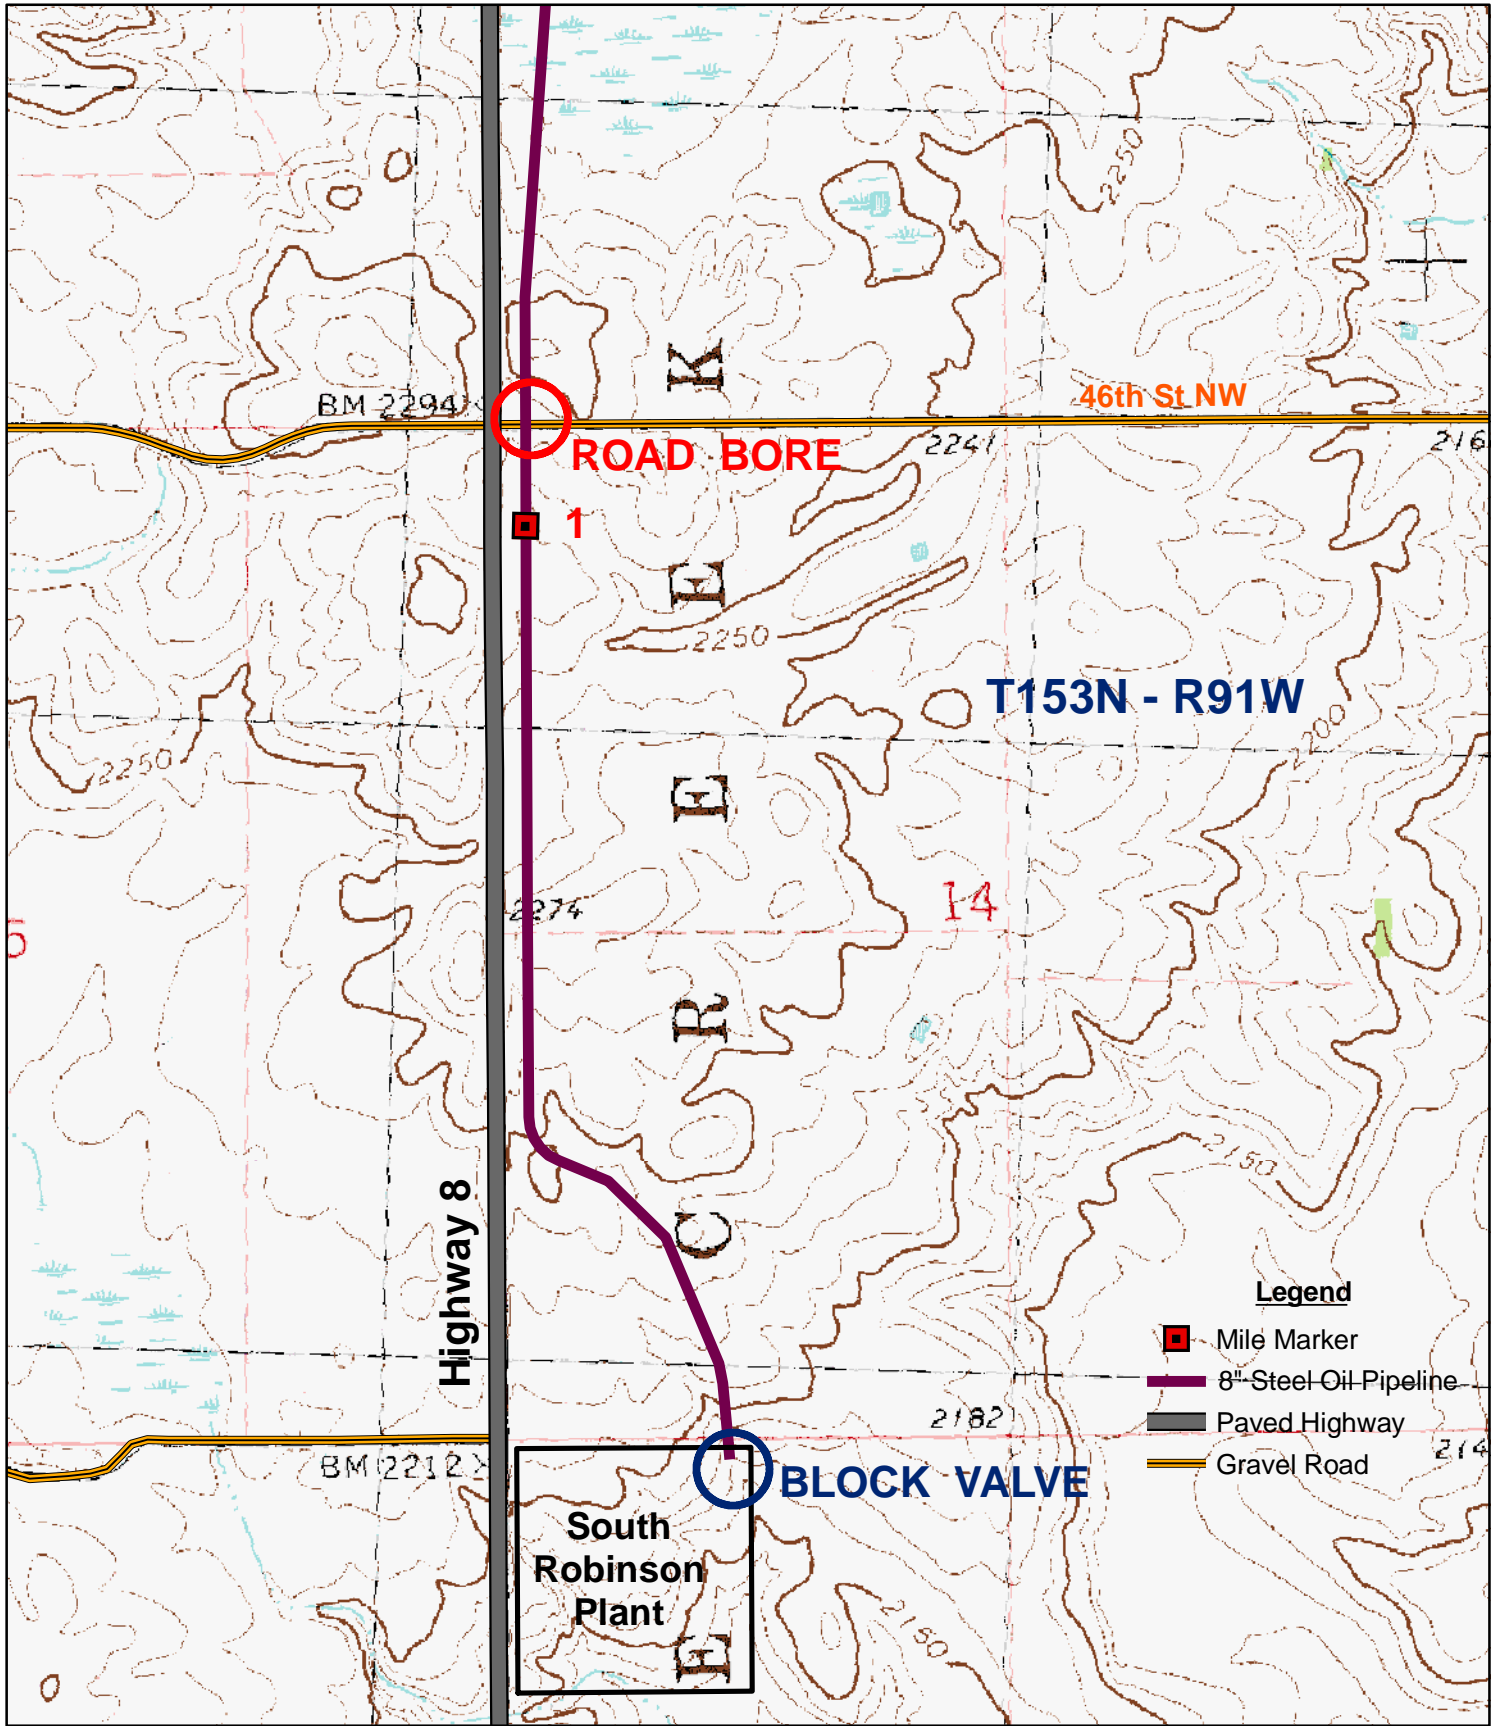 2250
K
46th St NW
BM 2294
ROAD BORE
2241
216
1
E
2250
T153N - R91W
2200
2250
E
2274
14
5
R
2150
Highway 8
C
Legend
Mile Marker
8" Steel Oil Pipeline
2182
Paved Highway
BM 2212
214
Gravel Road
BLOCK VALVE
South
Robinson
Plant
2150
E